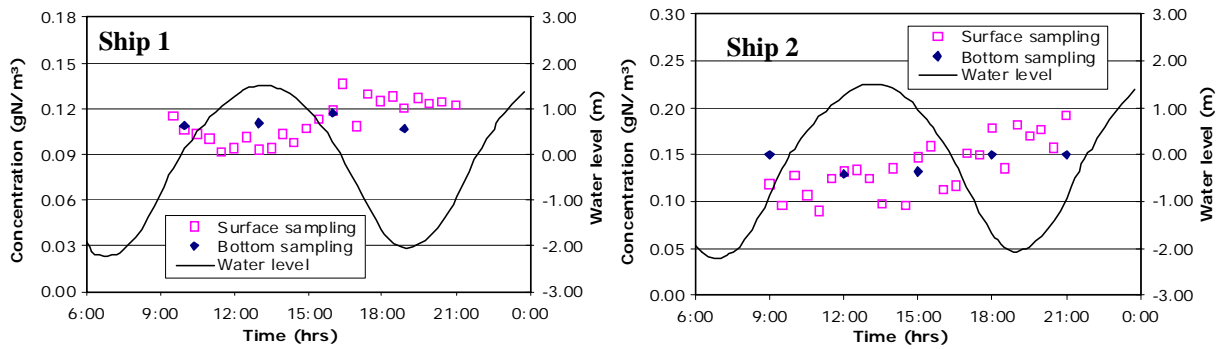 Ship 1
Concentration (gN/m³)
0.18
0.15
0.12
0.09
0.06
0.03
0.00
Surface sampling
Bottom sampling
Water level
3.00
2.00
1.00
0.00
-1.00
-2.00
-3.00
Water level (m)
6:00 9:00 12:00 15:00 18:00 21:00 0:00
Time (hrs)
Ship 2
Concentration (gN/m³)
0.30
0.25
0.20
0.15
0.10
0.05
0.00
Surface sampling
Bottom sampling
Water level
3.00
2.00
1.00
0.00
-1.00
-2.00
-3.00
Water level (m)
6:00 9:00 12:00 15:00 18:00 21:00 0:00
Time (hrs)